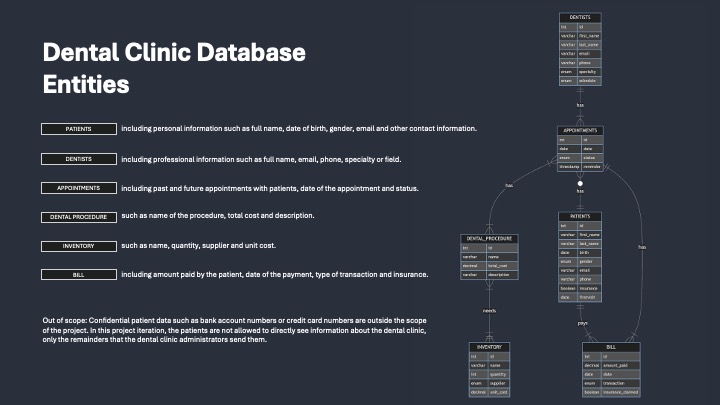 Dental Clinic Database
Entities
PATIENTS including personal information such as full name, date of birth, gender, email and other contact information.
DENTISTS including professional information such as full name, email, phone, specialty or field.
APPOINTMENTS including past and future appointments with patients, date of the appointment and status.
DENTAL PROCEDURE such as name of the procedure, total cost and description.
INVENTORY such as name, quantity, supplier and unit cost.
BILL including amount paid by the patient, date of the payment, type of transaction and insurance.
Out of scope: Confidential patient data such as bank account numbers or credit card numbers are outside the scope
of the project. In this project iteration, the patients are not allowed to directly see information about the dental clinic,
only the remainders that the dental clinic administrators send them.
DENTISTS
int id
varchar first_name
varchar last_name
varchar email
varchar phone
enum specialty
enum schedule
has
APPOINTMENTS
int id
date date
enum status
timestamp reminder
has
has
has
DENTAL_PROCEDURE
int id
varchar name
decimal total_cost
varchar description
PATIENTS
int id
varchar first_name
varchar last_name
date birth
enum gender
varchar email
varchar phone
boolean insurance
date firstvisit
needs
pays
INVENTORY
int id
varchar name
int quantity
enum supplier
decimal unit_cost
BILL
int id
decimal amount_paid
date date
enum transaction
boolean insurance_claimed